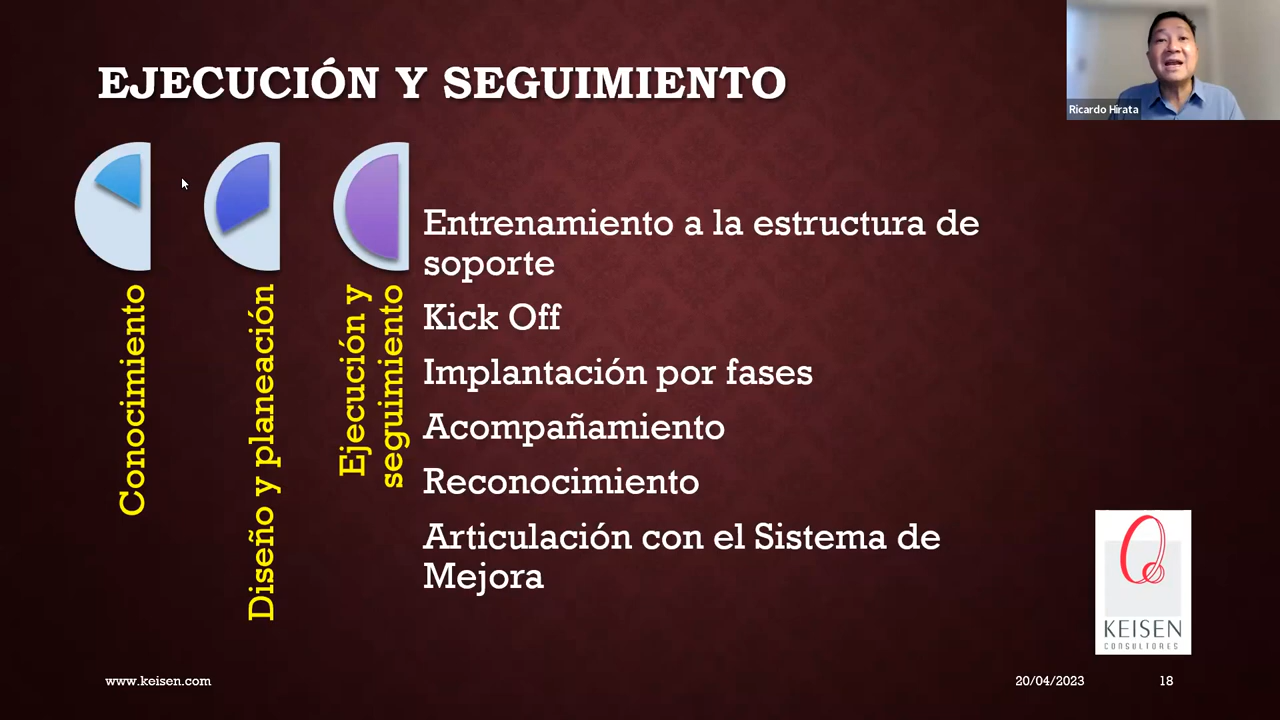 EJECUCIÓN Y SEGUIMIENTO
Ricardo Hirata
Conocimiento
Diseño y planeación
Ejecución y
seguimiento
Entrenamiento a la estructura de
soporte
Kick Off
Implantación por fases
Acompañamiento
Reconocimiento
Articulación con el Sistema de
Mejora
KEISEN
CONSULTORES
www.keisen.com
20/04/2023
18